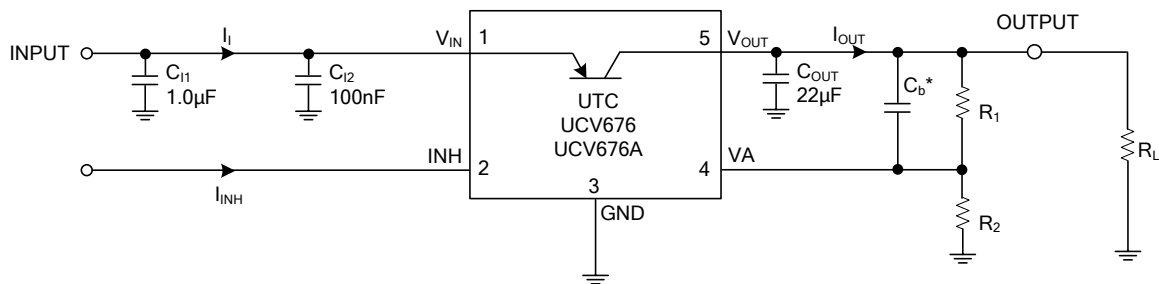 INPUT
I_I
C_I1
1.0µF
C_I2
100nF
V_IN
1
5
V_OUT
I_OUT
OUTPUT
C_OUT
22µF
C_b*
R_1
R_L
UTC
UCV676
UCV676A
INH
2
I_INH
4
VA
3
GND
R_2